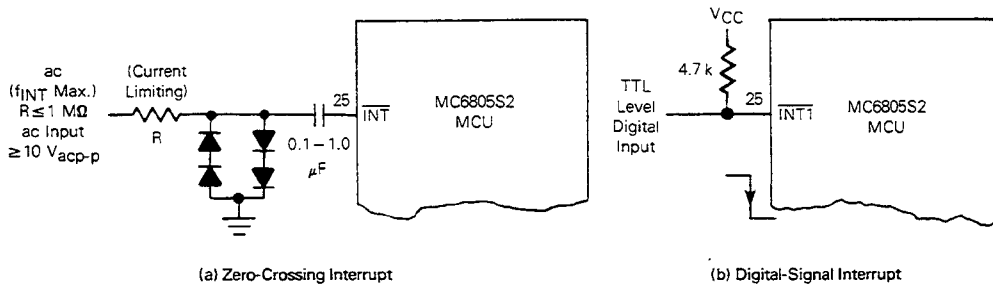 ac
(fINT Max.)
R ≤ 1 MΩ
ac Input
≥ 10 Vacp-p
(Current
Limiting)
R
0.1 – 1.0
μF
25
INT
MC6805S2
MCU
(a) Zero-Crossing Interrupt
VCC
4.7 k
TTL
Level
Digital
Input
25
INT1
MC6805S2
MCU
(b) Digital-Signal Interrupt